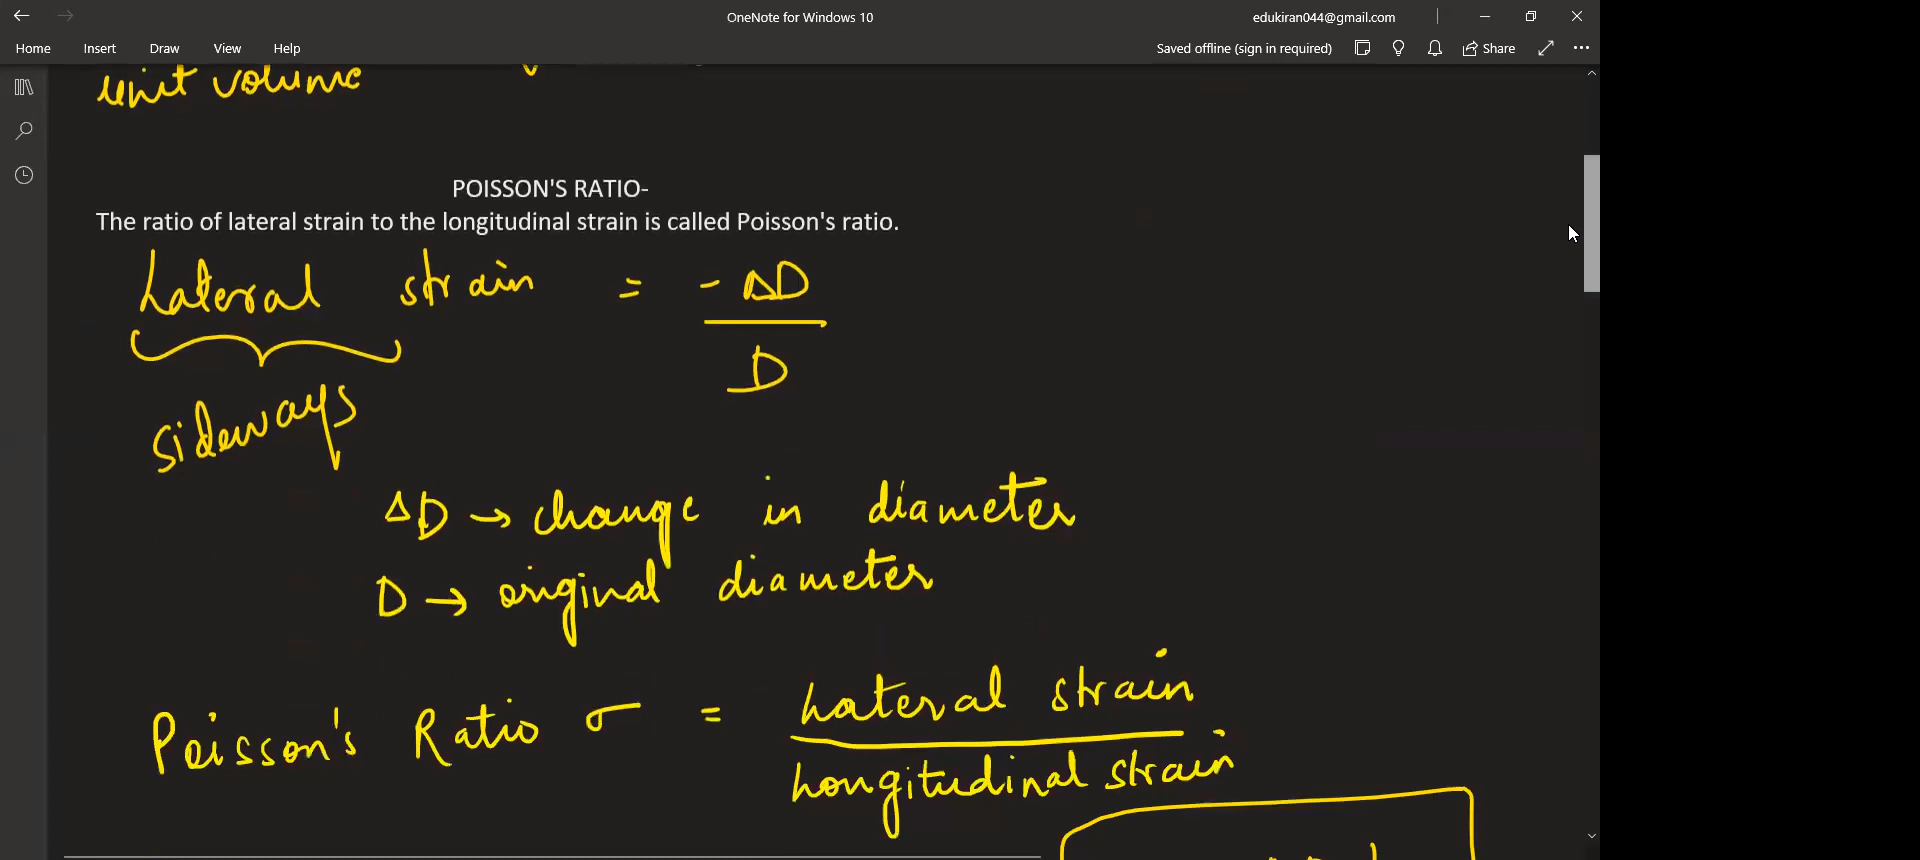 OneNote for Windows 10
edukiran044@gmail.com
Home Insert Draw View Help
Saved offline (sign in required) Share
unit volume
POISSON'S RATIO-
The ratio of lateral strain to the longitudinal strain is called Poisson's ratio.
Lateral strain = - ΔD
D
sideways
ΔD → change in diameter
D → original diameter
Poisson's Ratio σ = Lateral strain
Longitudinal strain